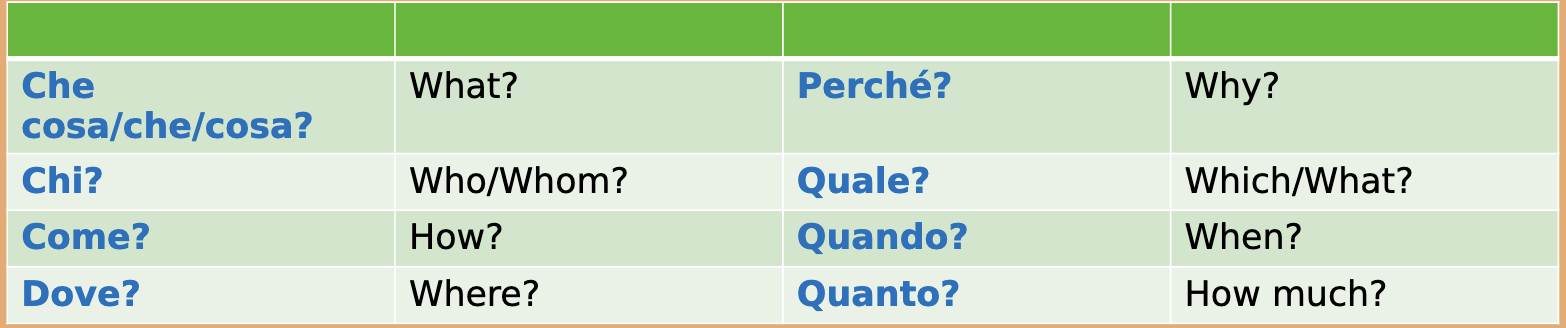 Che
cosa/che/cosa?
What?
Perché?
Why?
Chi?
Who/Whom?
Quale?
Which/What?
Come?
How?
Quando?
When?
Dove?
Where?
Quanto?
How much?